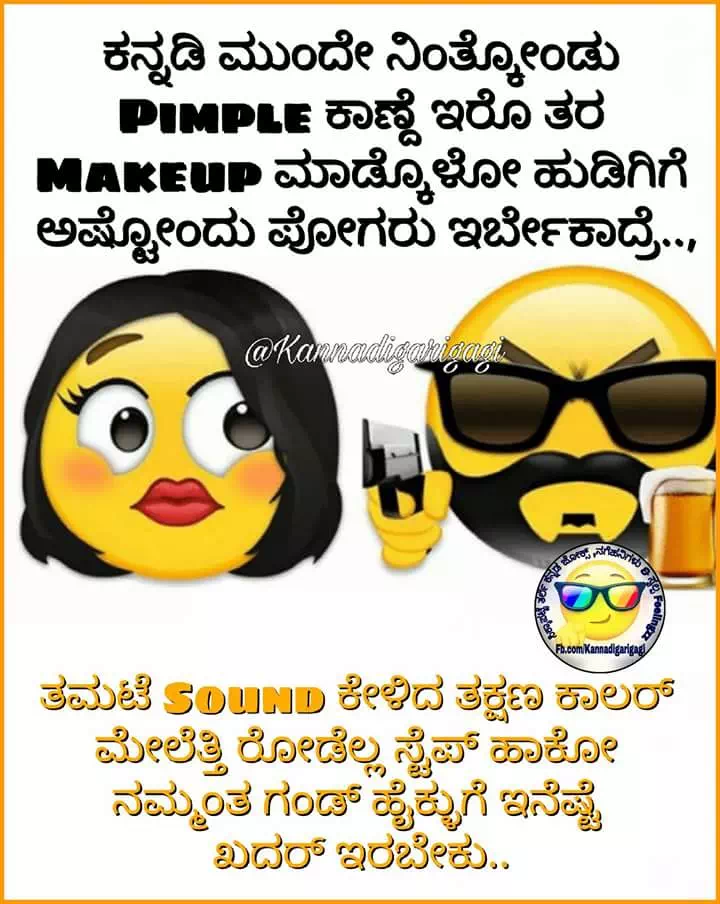 ಕನ್ನಡಿ ಮುಂದೇ ನಿಂತ್ಕೋಂಡು
PIMPLE ಕಾಣ್ದೆ ಇರೊ ತರ
MAKEUP ಮಾಡ್ಕೊಳೋ ಹುಡಿಗಿಗೆ
ಅಷ್ಟೋಂದು ಪೋಗರು ಇರ್ಬೇಕಾದ್ರೆ..,
@Kannadigarigagi
Fb.com/Kannadigarigagi
ತಮಟೆ SOUND ಕೇಳಿದ ತಕ್ಷಣ ಕಾಲರ್
ಮೇಲೆತ್ತಿ ರೋಡೆಲ್ಲ ಸ್ಟೆಪ್ ಹಾಕೋ
ನಮ್ಮಂತ ಗಂಡ್ ಹೈಕ್ಳುಗೆ ಇನೆಷ್ಟೆ
ಖದರ್ ಇರಬೇಕು..